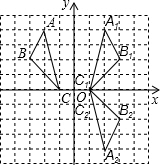 y
A A₁
B B₁
C O C₁ x
C₂ B₂
A₂